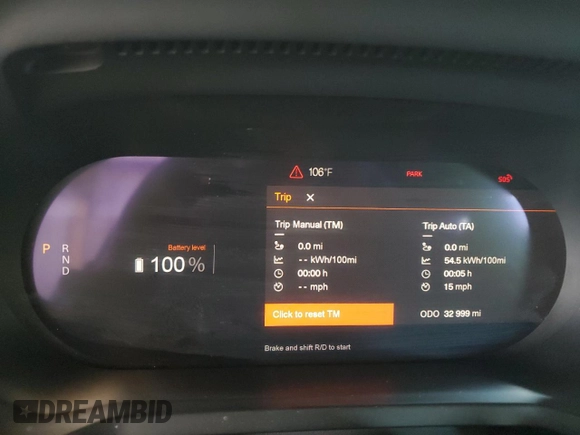 106°F
PARK
SOS
Trip X
Trip Manual (TM)
Trip Auto (TA)
0.0 mi
0.0 mi
-- kWh/100mi
54.5 kWh/100mi
00:00 h
00:05 h
-- mph
15 mph
Click to reset TM
ODO 32 999 mi
Brake and shift R/D to start
P
R
N
D
Battery level
100 %
DREAMBID